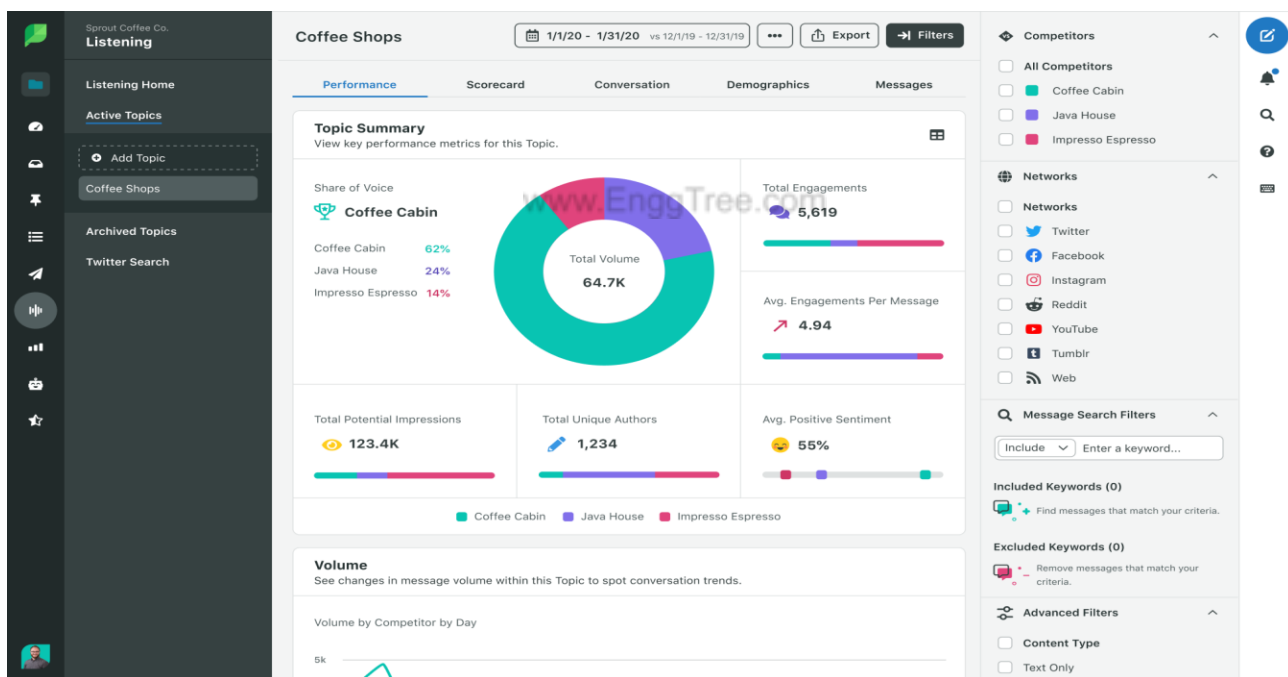 Sprout Coffee Co.
Listening
Listening Home
Active Topics
Add Topic
Coffee Shops
Archived Topics
Twitter Search
Coffee Shops
1/1/20 - 1/31/20 vs 12/1/19 - 12/31/19
Export
Filters
Performance
Scorecard
Conversation
Demographics
Messages
Topic Summary
View key performance metrics for this Topic.
Share of Voice
Coffee Cabin
Coffee Cabin 62%
Java House 24%
Impresso Espresso 14%
Total Volume
64.7K
www.EnggTree.com
Total Engagements
5,619
Avg. Engagements Per Message
4.94
Total Potential Impressions
123.4K
Total Unique Authors
1,234
Avg. Positive Sentiment
55%
Coffee Cabin Java House Impresso Espresso
Volume
See changes in message volume within this Topic to spot conversation trends.
Volume by Competitor by Day
5k
Competitors
All Competitors
Coffee Cabin
Java House
Impresso Espresso
Networks
Networks
Twitter
Facebook
Instagram
Reddit
YouTube
Tumblr
Web
Message Search Filters
Include
Enter a keyword...
Included Keywords (0)
Find messages that match your criteria.
Excluded Keywords (0)
Remove messages that match your
criteria.
Advanced Filters
Content Type
Text Only